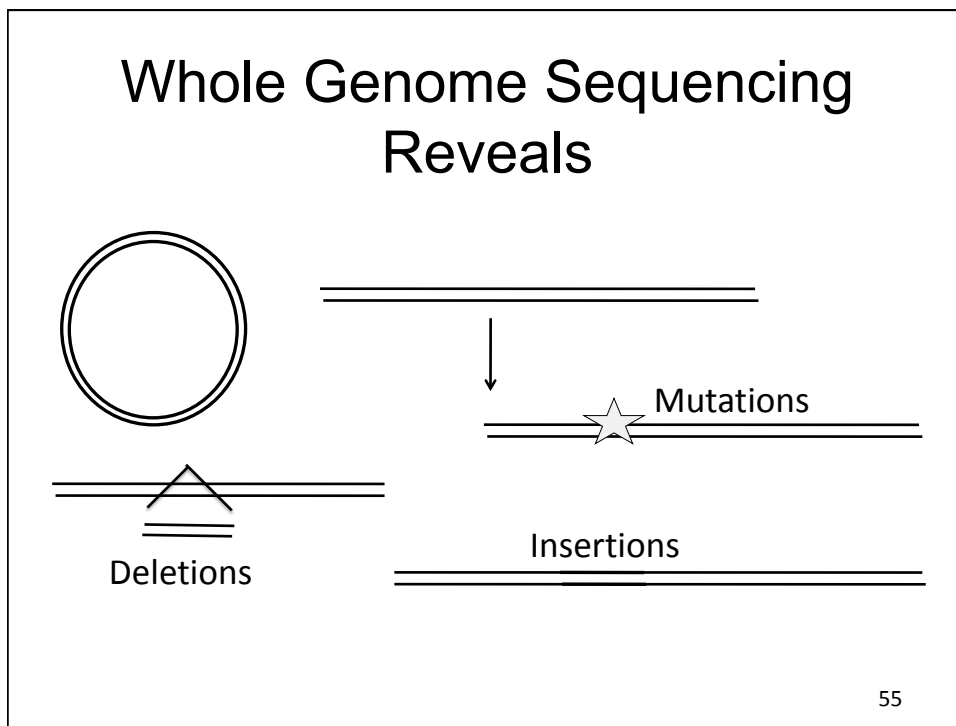 Whole Genome Sequencing
Reveals
Mutations
Insertions
Deletions
55